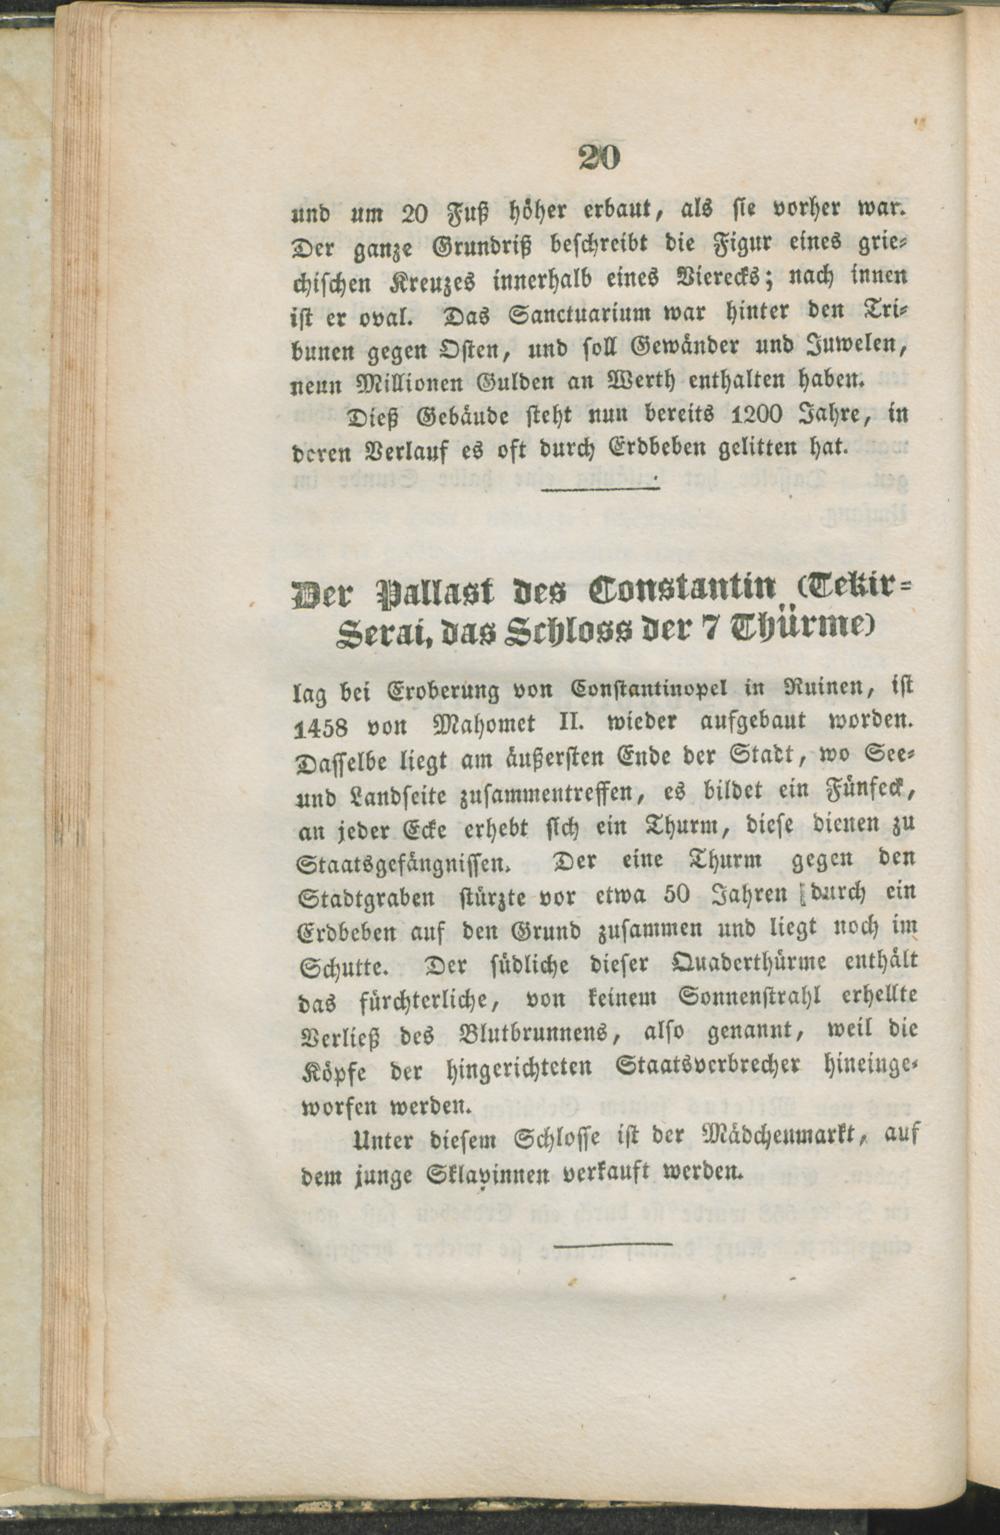 20
und um 20 Fuß höher erbaut, als sie vorher war.
Der ganze Grundriß beschreibt die Figur eines grie-
chischen Kreuzes innerhalb eines Vierecks; nach innen
ist er oval. Das Sanctuarium war hinter den Tri-
bunen gegen Osten, und soll Gewänder und Juwelen,
neun Millionen Gulden an Werth enthalten haben.
Dieß Gebäude steht nun bereits 1200 Jahre, in
deren Verlauf es oft durch Erdbeben gelitten hat.
Der Pallast des Constantin (Tekir-
Serai, das Schloss der 7 Thürme)
lag bei Eroberung von Constantinopel in Ruinen, ist
1458 von Mahomet II. wieder aufgebaut worden.
Dasselbe liegt am äußersten Ende der Stadt, wo See-
und Landseite zusammentreffen, es bildet ein Fünfeck,
an jeder Ecke erhebt sich ein Thurm, diese dienen zu
Staatsgefängnissen. Der eine Thurm gegen den
Stadtgraben stürzte vor etwa 50 Jahren durch ein
Erdbeben auf den Grund zusammen und liegt noch im
Schutte. Der südliche dieser Quaderthürme enthält
das fürchterliche, von keinem Sonnenstrahl erhellte
Verließ des Blutbrunnens, also genannt, weil die
Köpfe der hingerichteten Staatsverbrecher hineinge-
worfen werden.
Unter diesem Schlosse ist der Mädchenmarkt, auf
dem junge Sklavinnen verkauft werden.